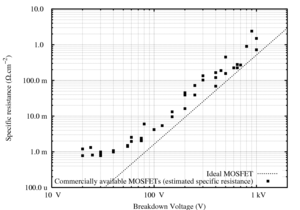 10.0
1.0
100.0 m
10.0 m
1.0 m
100.0 u
Specific resistance (Ω.cm⁻²)
Ideal MOSFET
Commercially available MOSFETs (estimated specific resistance)
10 V
100 V
1 kV
Breakdown Voltage (V)